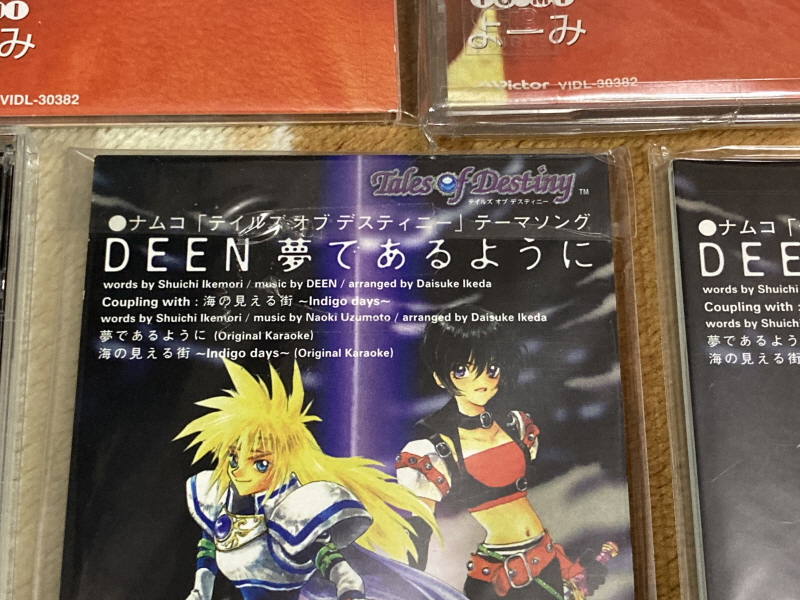 み
VIDL-30382
よーみ
Victor VIDL-30382
Tales of Destiny TM
テイルズ オブ デスティニー
●ナムコ「テイルズ オブ デスティニー」テーマソング
DEEN 夢であるように
words by Shuichi Ikemori / music by DEEN / arranged by Daisuke Ikeda
Coupling with : 海の見える街 ~Indigo days~
words by Shuichi Ikemori / music by Naoki Uzumoto / arranged by Daisuke Ikeda
夢であるように (Original Karaoke)
海の見える街 ~Indigo days~ (Original Karaoke)
●ナムコ「
DEE
words by Shuichi
Coupling with :
words by Shuich
夢であるよう
海の見える街